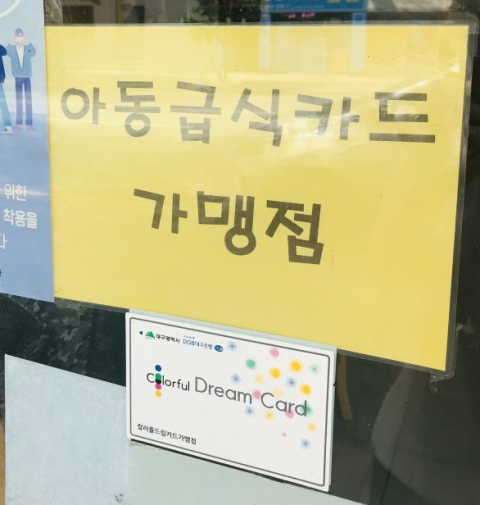 아동급식카드
가맹점
위한
착용을
다
대구광역시 DGB대구은행
Colorful Dream Card
컬러풀드림카드가맹점